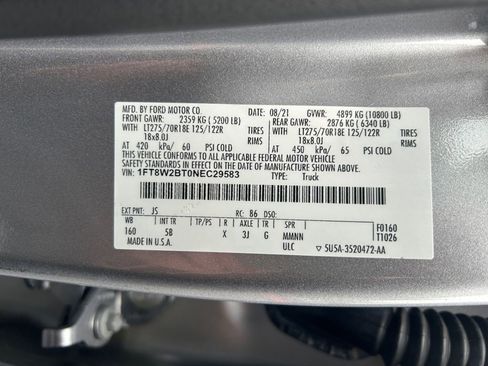 MFD. BY FORD MOTOR CO. 08/21 GVWR: 4899 KG (10800 LB)
FRONT GAWR: 2359 KG (5200 LB) REAR GAWR: 2876 KG (6340 LB)
WITH LT275/70R18E 125/122R TIRES WITH LT275/70R18E 125/122R TIRES
18x8.0J RIMS 18x8.0J RIMS
AT 420 kPa/ 60 PSI COLD AT 450 kPa/ 65 PSI COLD
THIS VEHICLE CONFORMS TO ALL APPLICABLE FEDERAL MOTOR VEHICLE
SAFETY STANDARDS IN EFFECT ON THE DATE OF MANUFACTURE SHOWN ABOVE.
VIN: 1FT8W2BT0NEC29583 TYPE: Truck
EXT PNT: JS RC: 86 DSO:
WB INT TR TP/PS R AXLE TR SPR F0160
160 5B X 3J G MMNN T1026
MADE IN U.S.A. ULC 5U5A-3520472-AA